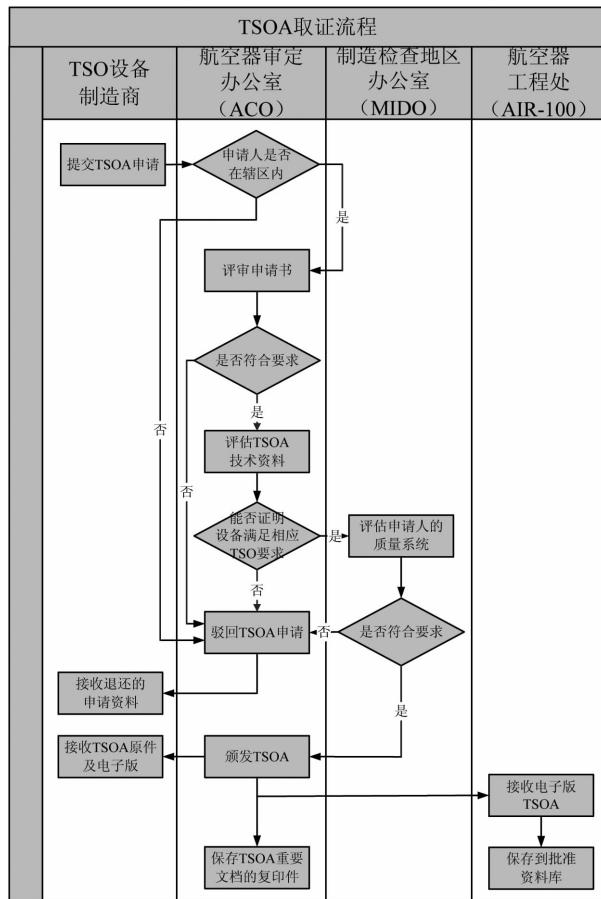 TSOA取证流程
TSO设备
制造商
航空器审定
办公室
（ACO）
制造检查地区
办公室
（MIDO）
航空器
工程处
（AIR-100）
提交TSOA申请
申请人是否
在辖区内
是
评审申请书
是否符合要求
是
否
评估TSOA
技术资料
否
能否证明
设备满足相应
TSO要求
是
评估申请人的
质量系统
否
驳回TSOA申请
否
是否符合要求
接收退还的
申请资料
是
接收TSOA原件
及电子版
颁发TSOA
接收电子版
TSOA
保存TSOA重要
文档的复印件
保存到批准
资料库